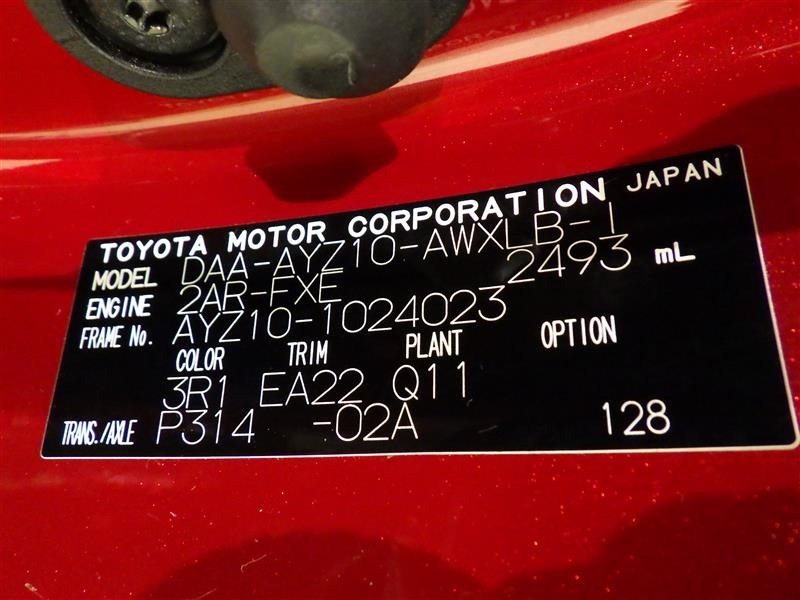 TOYOTA MOTOR CORPORATION JAPAN
MODEL DAA-AYZ10-AWXLB-I
ENGINE 2AR-FXE 2493 mL
FRAME No. AYZ10-1024023
COLOR TRIM PLANT OPTION
3R1 EA22 Q11
TRANS./AXLE P314 -02A 128